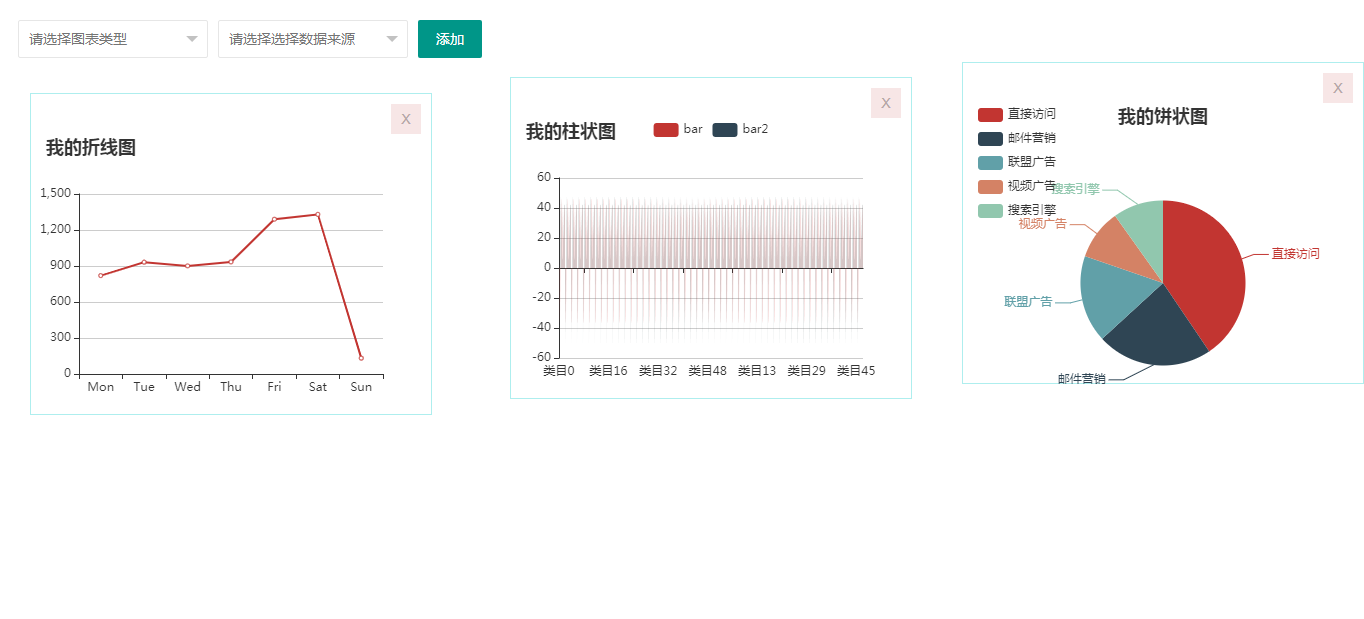 请选择图表类型
请选择选择数据来源
添加
X
我的折线图
1,500
1,200
900
600
300
0
Mon Tue Wed Thu Fri Sat Sun
X
我的柱状图
bar bar2
60
40
20
0
-20
-40
-60
类目0 类目16 类目32 类目48 类目13 类目29 类目45
X
我的饼状图
直接访问
邮件营销
联盟广告
视频广告
搜索引擎
搜索引擎
视频广告
直接访问
联盟广告
邮件营销